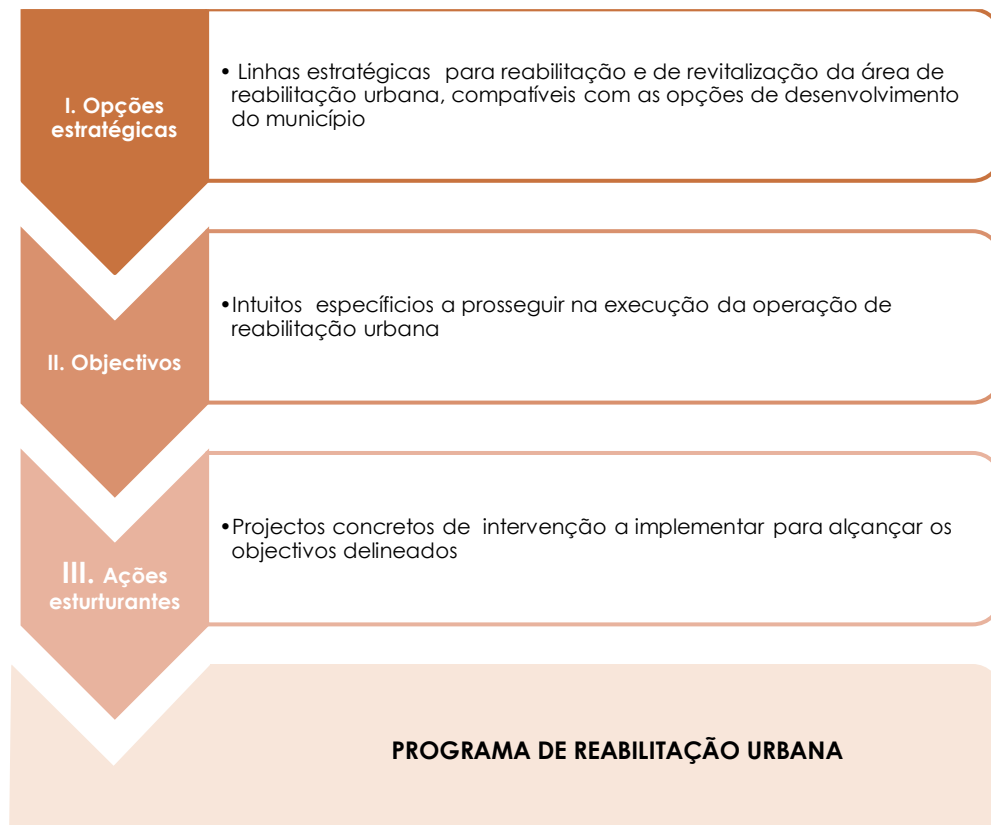 I. Opções
estratégicas
• Linhas estratégicas para reabilitação e de revitalização da área de
reabilitação urbana, compatíveis com as opções de desenvolvimento
do município
II. Objectivos
•Intuitos específicios a prosseguir na execução da operação de
reabilitação urbana
III. Ações
esturturantes
•Projectos concretos de intervenção a implementar para alçançar os
objectivos delineados
PROGRAMA DE REABILITAÇÃO URBANA